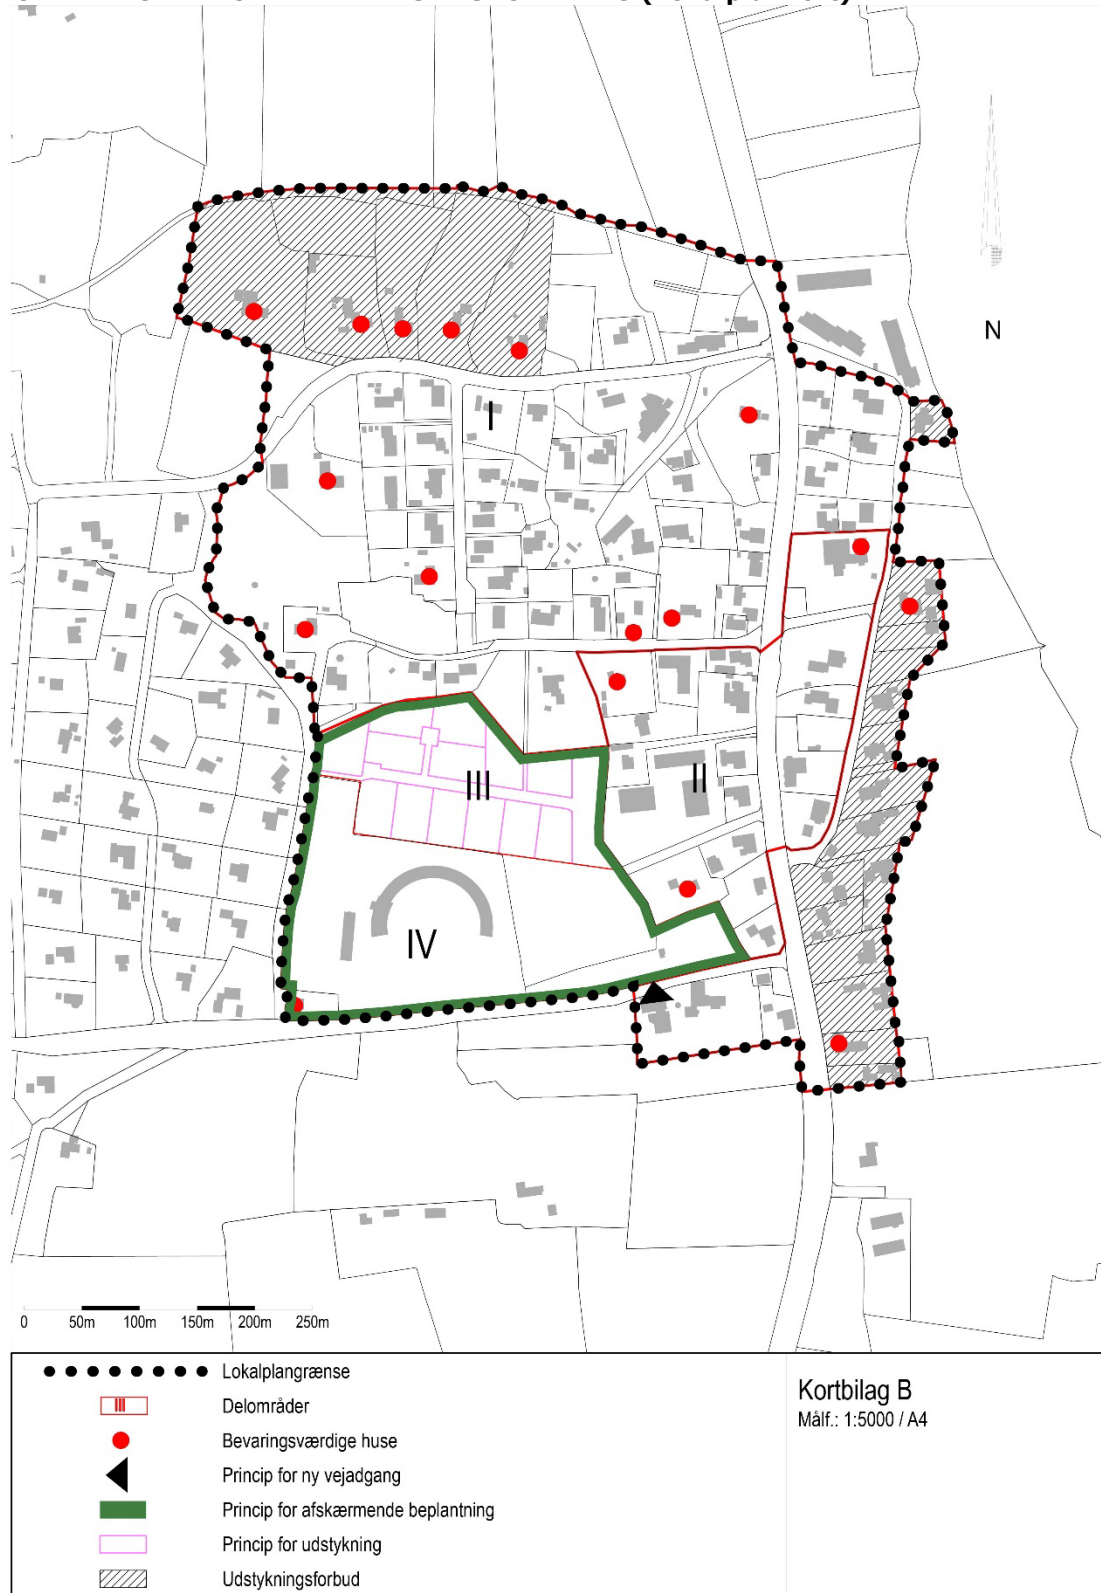 N
I
II
III
IV
0 50m 100m 150m 200m 250m
Lokalplangrænse
III Delområder
Bevaringsværdige huse
Princip for ny vejadgang
Princip for afskærmende beplantning
Princip for udstykning
Udstykningsforbud
Kortbilag B
Målf.: 1:5000 / A4